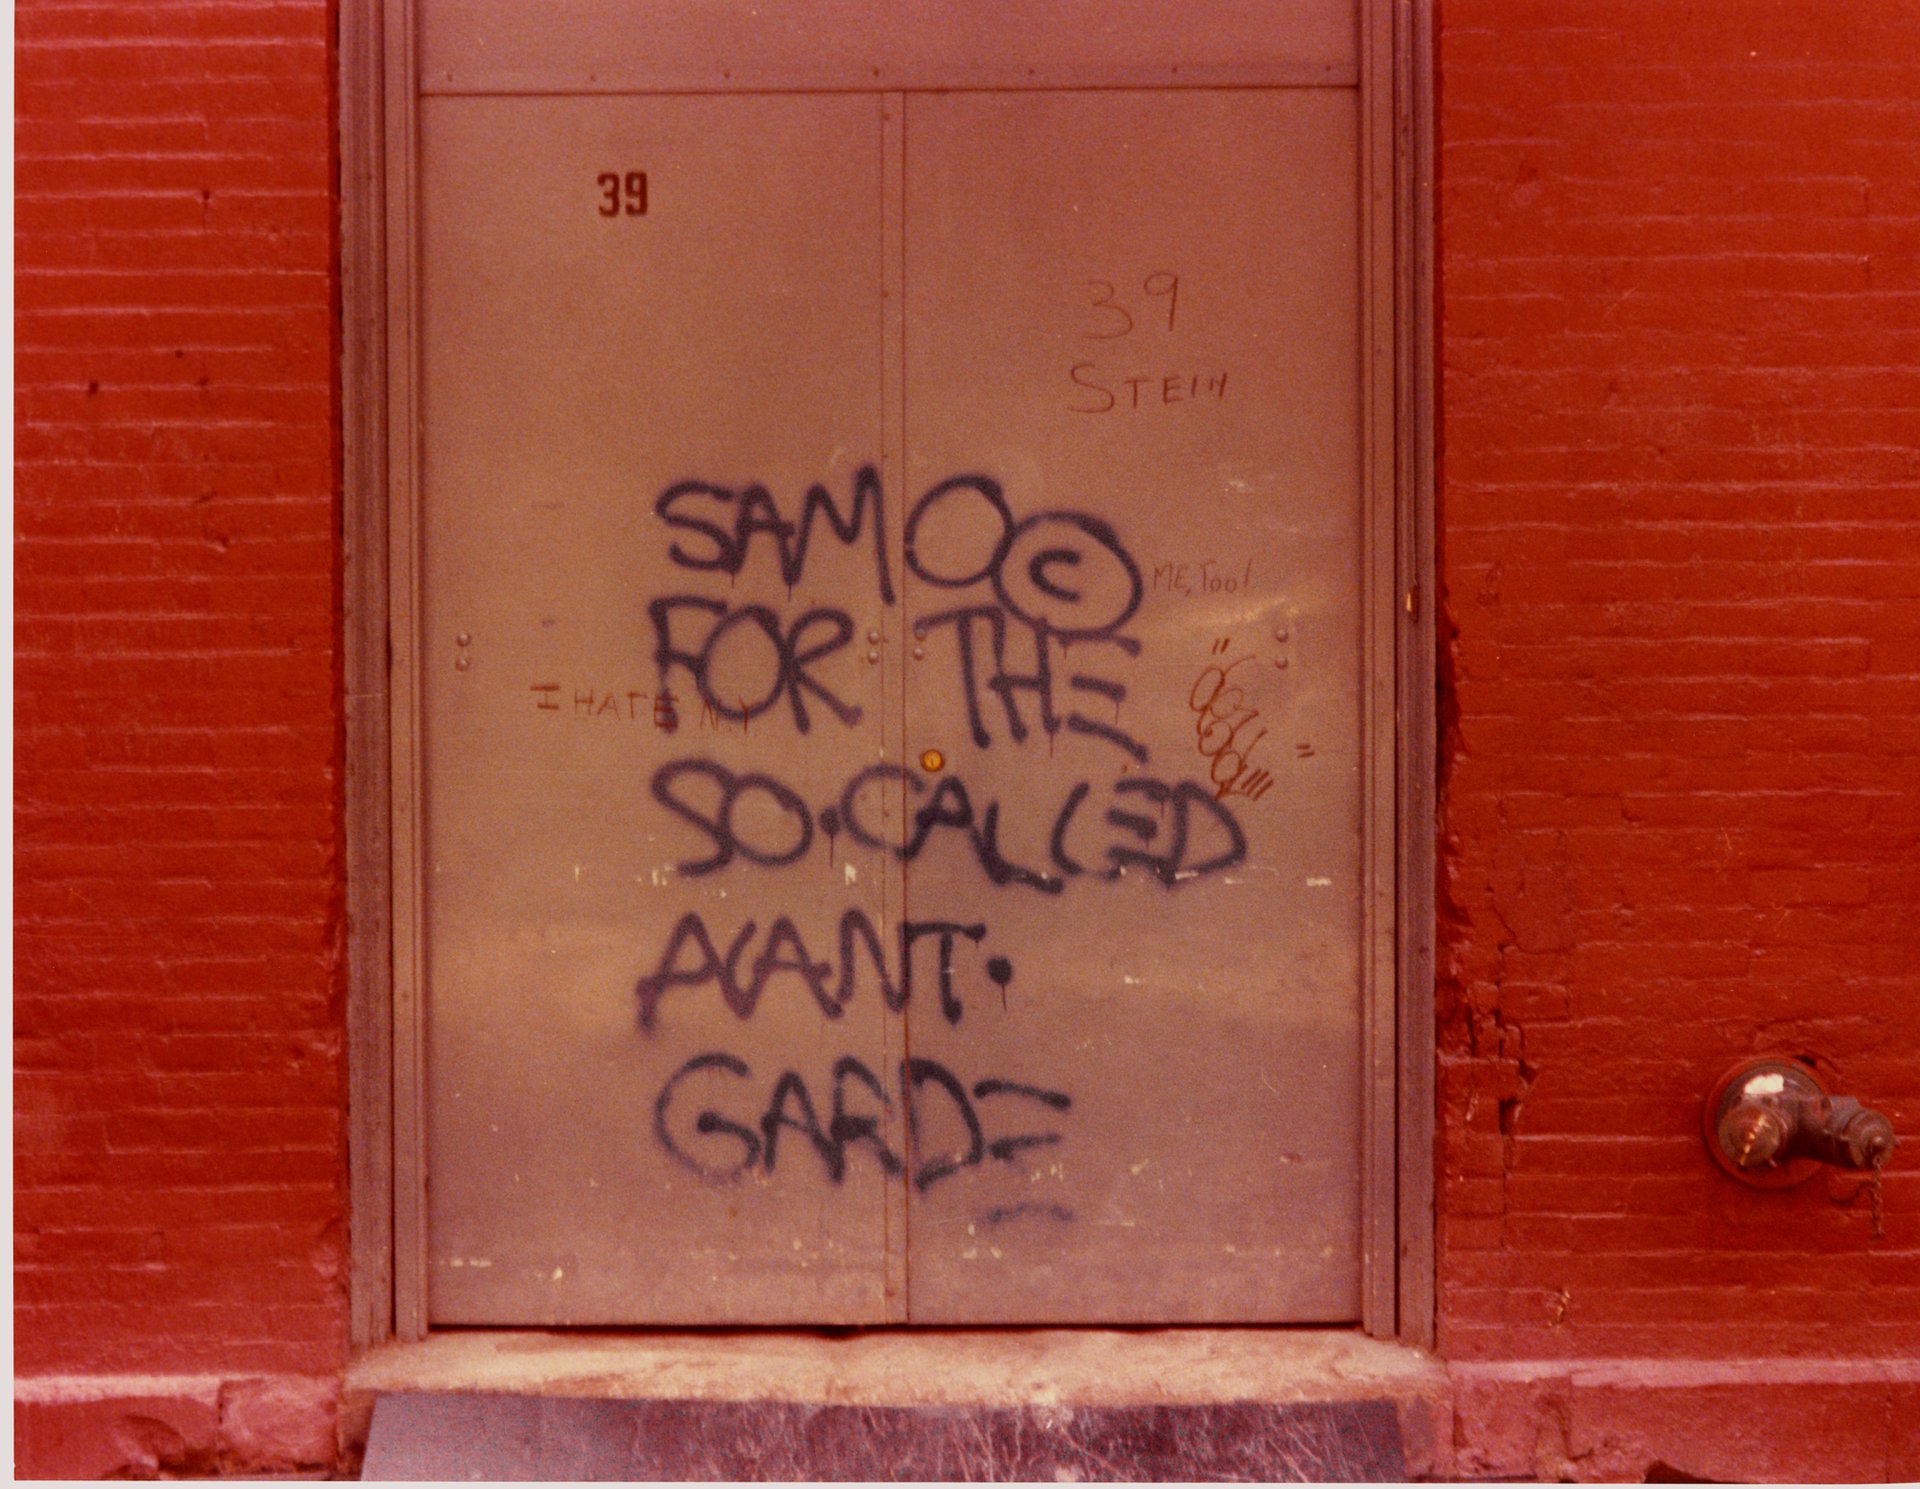 39
39
STEIN
SAMO©
ME, Too!
FOR THE
I HATE N.Y
SO·CALLED
AVANT·
GARDE